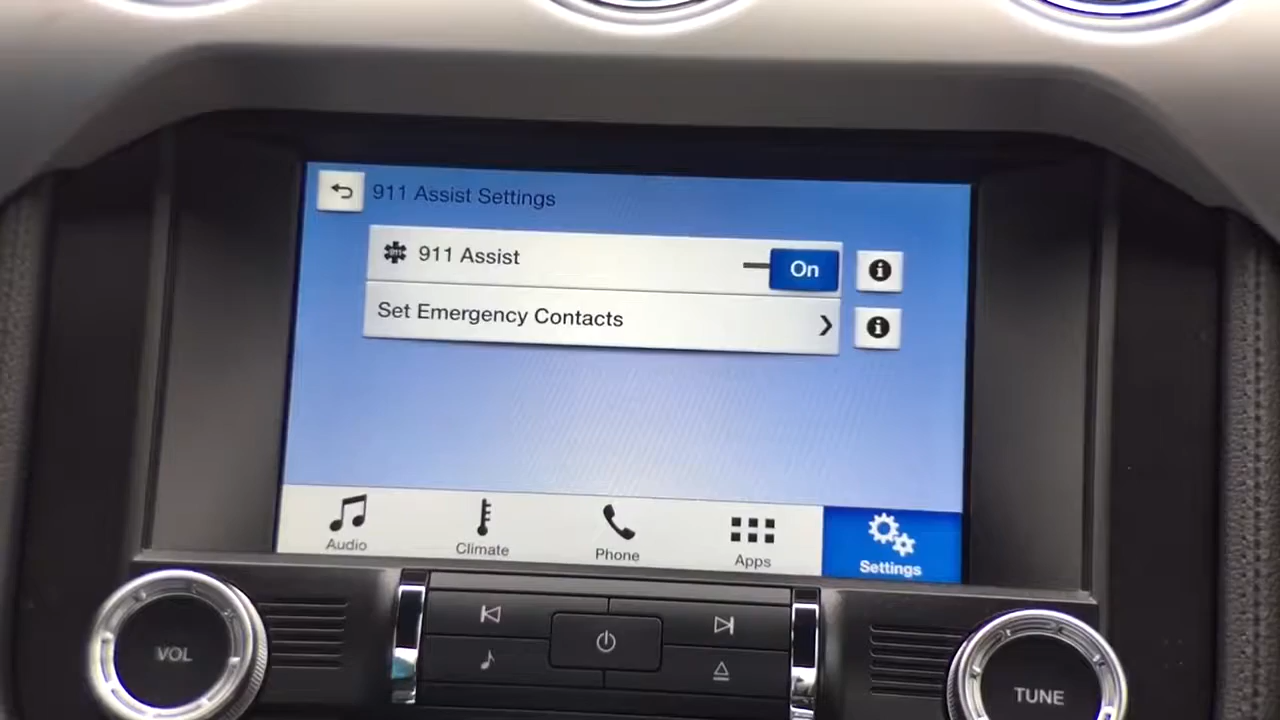 911 Assist Settings
911 Assist
On
Set Emergency Contacts
Audio
Climate
Phone
Apps
Settings
VOL
TUNE